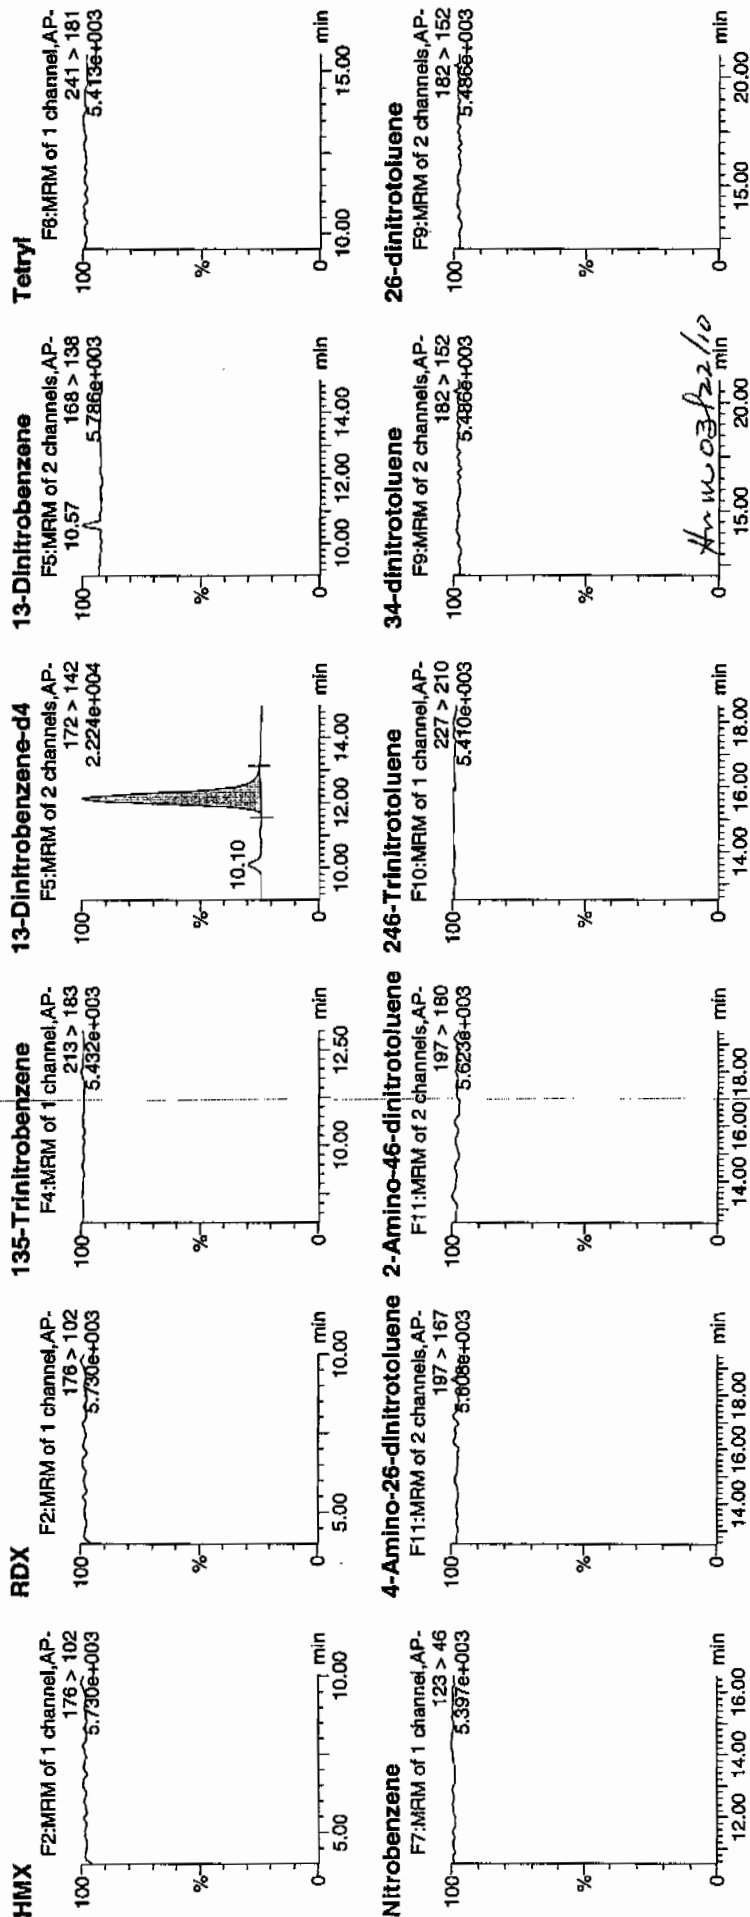 HMX
F2:MRM of 1 channel,AP-
176 > 102
5.730e+003
100
%
0
5.00
10.00
min
RDX
F2:MRM of 1 channel,AP-
176 > 102
5.730e+003
100
%
0
5.00
10.00
min
135-Trinitrobenzene
F4:MRM of 1 channel,AP-
213 > 183
5.432e+003
100
%
0
10.00
12.50
min
13-Dinitrobenzene-d4
F5:MRM of 2 channels,AP-
172 > 142
2.224e+004
100
10.10
%
0
10.00
12.00
14.00
min
13-Dinitrobenzene
F5:MRM of 2 channels,AP-
168 > 138
5.786e+003
100
10.57
%
0
10.00
12.00
14.00
min
Tetryl
F6:MRM of 1 channel,AP-
241 > 181
5.413e+003
100
%
0
10.00
15.00
min
Nitrobenzene
F7:MRM of 1 channel,AP-
123 > 46
5.397e+003
100
%
0
12.00
14.00
16.00
min
4-Amino-26-dinitrotoluene
F11:MRM of 2 channels,AP-
197 > 167
5.608e+003
100
%
0
14.00
16.00
18.00
min
2-Amino-46-dinitrotoluene
F11:MRM of 2 channels,AP-
197 > 180
5.623e+003
100
%
0
14.00
16.00
18.00
min
246-Trinitrotoluene
F10:MRM of 1 channel,AP-
227 > 210
5.410e+003
100
%
0
14.00
16.00
18.00
min
34-dinitrotoluene
F9:MRM of 2 channels,AP-
182 > 152
5.486e+003
100
%
0
15.00
20.00
min
26-dinitrotoluene
F9:MRM of 2 channels,AP-
182 > 152
5.486e+003
100
%
0
15.00
20.00
min